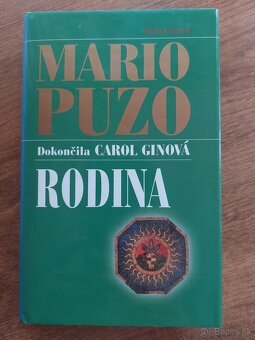 MARIO
PUZO
Dokončila CAROL GINOVÁ
RODINA